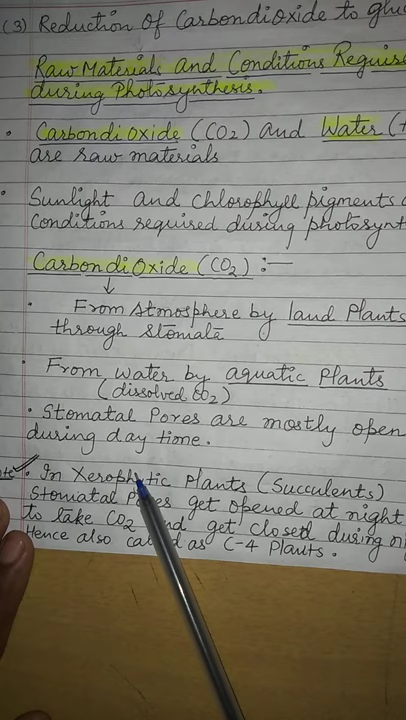 (3) Reduction Of Carbondioxide to glu
Raw Materials and Conditions Require
during Photosynthesis.
• Carbondioxide (CO2) and Water (
are raw materials
• Sunlight and Chlorophyll pigments
Conditions required during photosynt
Carbondioxide (CO2) :—
↓
• From Atmosphere by land Plants
through Stomata
• From Water by aquatic Plants
(dissolved CO2)
• Stomatal Pores are mostly open
during day time.
• In Xerophytic Plants (Succulents)
Stomatal Pores get opened at night
to take CO2 and get closed during
Hence also called as C-4 Plants.